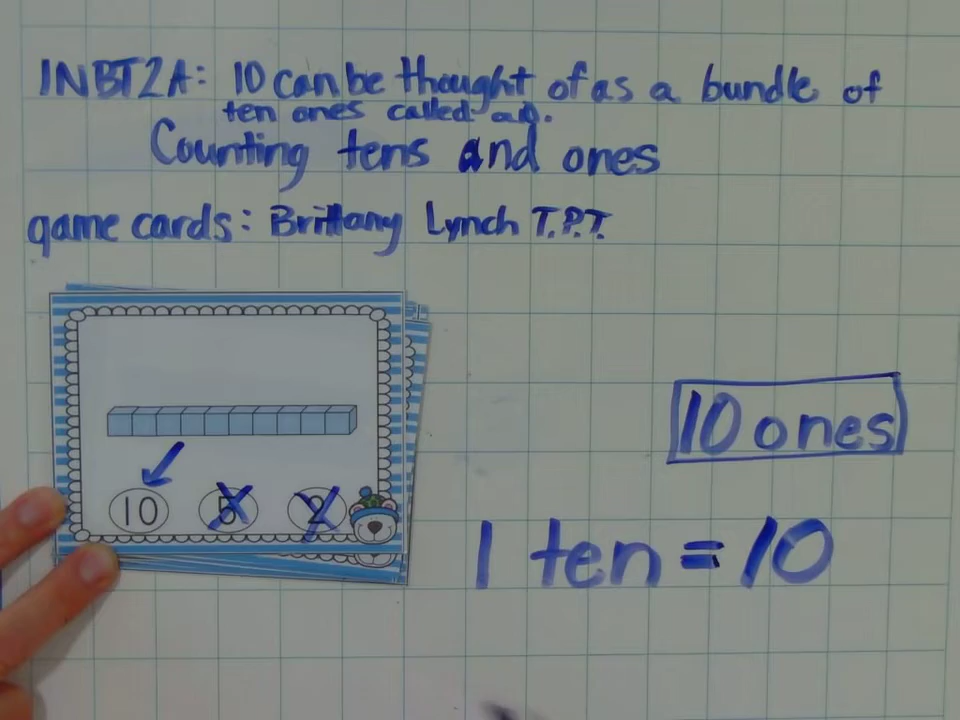 1NBT2A: 10 can be thought of as a bundle of
ten ones called a
Counting tens and ones
game cards: Brittany Lynch T.P.T.
10 ones
10 5 2
1 ten = 10